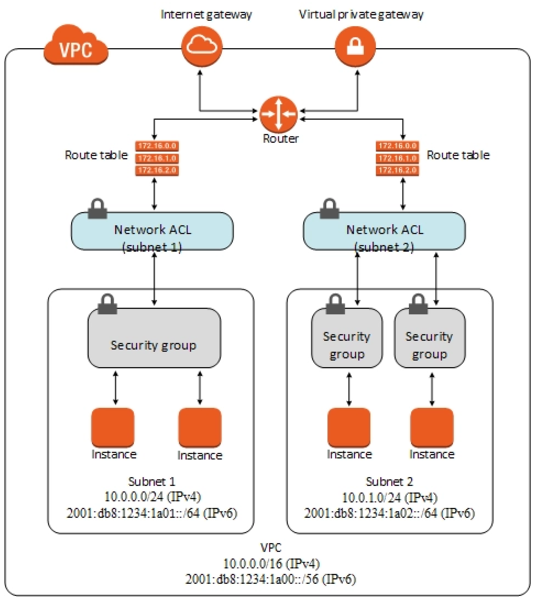 Internet gateway
Virtual private gateway
VPC
Router
Route table
172.16.0.0
172.16.1.0
172.16.2.0
172.16.0.0
172.16.1.0
172.16.2.0
Route table
Network ACL
(subnet 1)
Network ACL
(subnet 2)
Security group
Security
group
Security
group
Instance
Instance
Instance
Instance
Subnet 1
10.0.0.0/24 (IPv4)
2001:db8:1234:1a01::/64 (IPv6)
Subnet 2
10.0.1.0/24 (IPv4)
2001:db8:1234:1a02::/64 (IPv6)
VPC
10.0.0.0/16 (IPv4)
2001:db8:1234:1a00::/56 (IPv6)